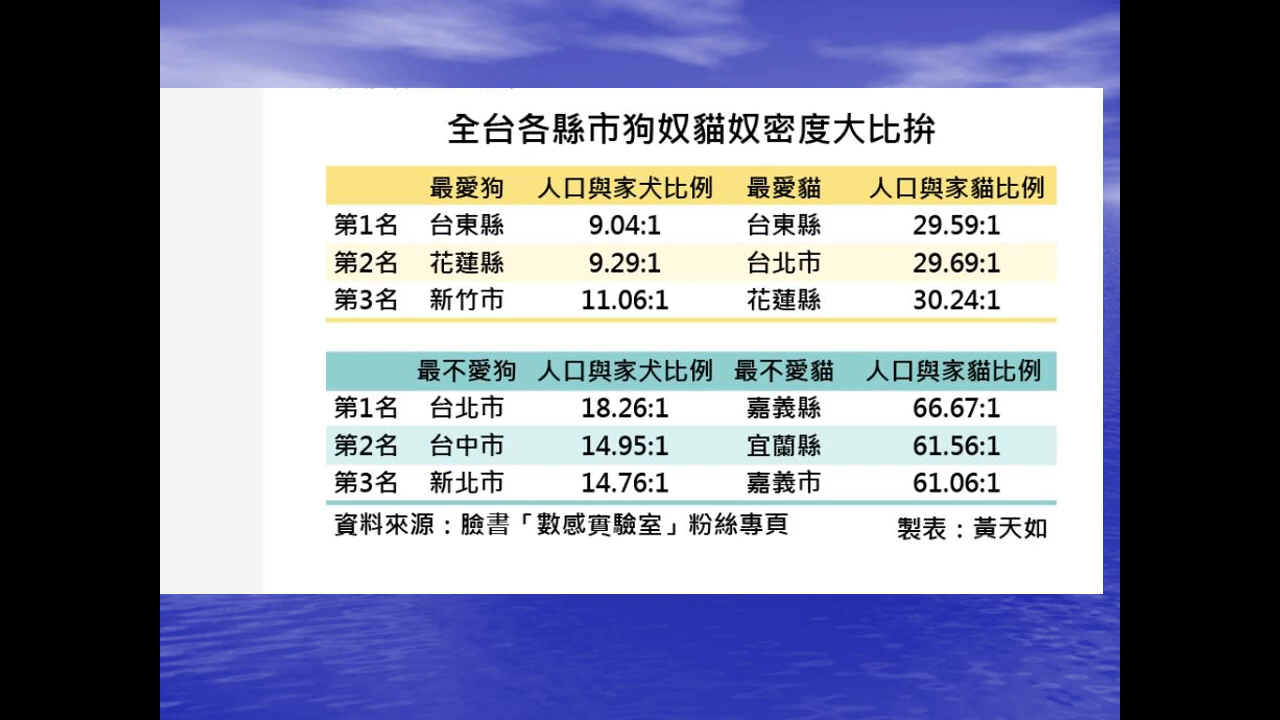 全台各縣市狗奴貓奴密度大比拚
最愛狗 人口與家犬比例 最愛貓 人口與家貓比例
第1名 台東縣 9.04:1 台東縣 29.59:1
第2名 花蓮縣 9.29:1 台北市 29.69:1
第3名 新竹市 11.06:1 花蓮縣 30.24:1
最不愛狗 人口與家犬比例 最不愛貓 人口與家貓比例
第1名 台北市 18.26:1 嘉義縣 66.67:1
第2名 台中市 14.95:1 宜蘭縣 61.56:1
第3名 新北市 14.76:1 嘉義市 61.06:1
資料來源：臉書「數感實驗室」粉絲專頁 製表：黃天如